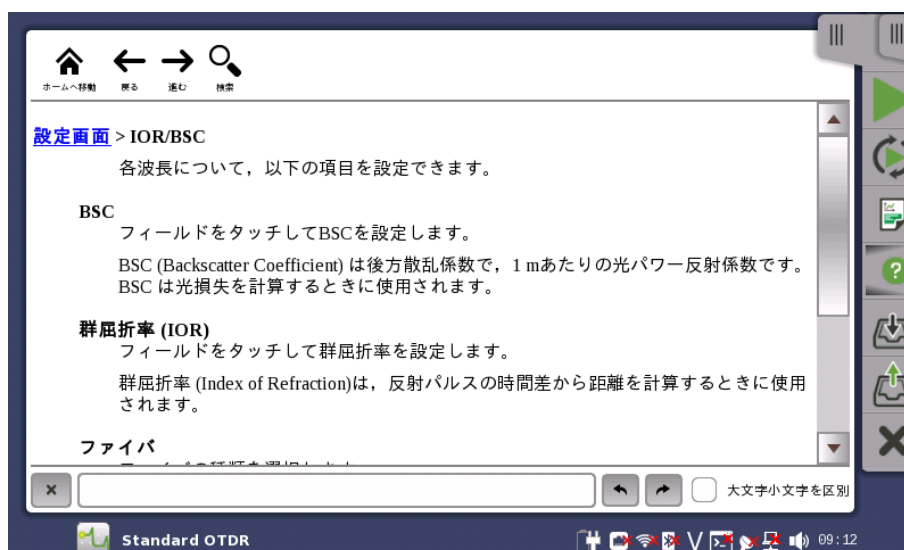 ホームへ移動 戻る 進む 検索
設定画面 > IOR/BSC
各波長について，以下の項目を設定できます。
BSC
フィールドをタッチしてBSCを設定します。
BSC (Backscatter Coefficient) は後方散乱係数で，1 mあたりの光パワー反射係数です。
BSC は光損失を計算するときに使用されます。
群屈折率 (IOR)
フィールドをタッチして群屈折率を設定します。
群屈折率 (Index of Refraction)は，反射パルスの時間差から距離を計算するときに使用
されます。
ファイバ
大文字小文字を区別
Standard OTDR
09:12